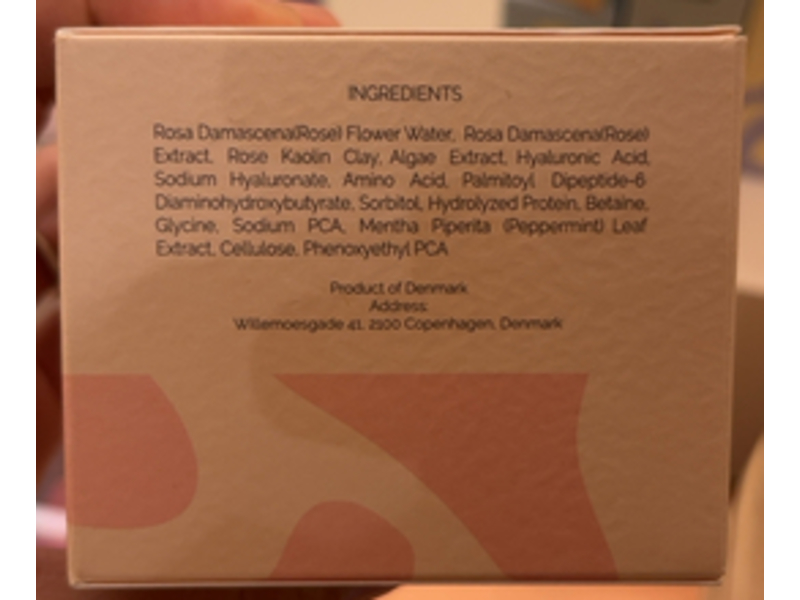 INGREDIENTS
Rosa Damascena(Rose) Flower Water, Rosa Damascena(Rose)
Extract, Rose Kaolin Clay, Algae Extract, Hyaluronic Acid,
Sodium Hyaluronate, Amino Acid, Palmitoyl Dipeptide-6
Diaminohydroxybutyrate, Sorbitol, Hydrolyzed Protein, Betaine,
Glycine, Sodium PCA, Mentha Piperita (Peppermint) Leaf
Extract, Cellulose, Phenoxyethyl PCA
Product of Denmark
Address:
Willemoesgade 41, 2100 Copenhagen, Denmark